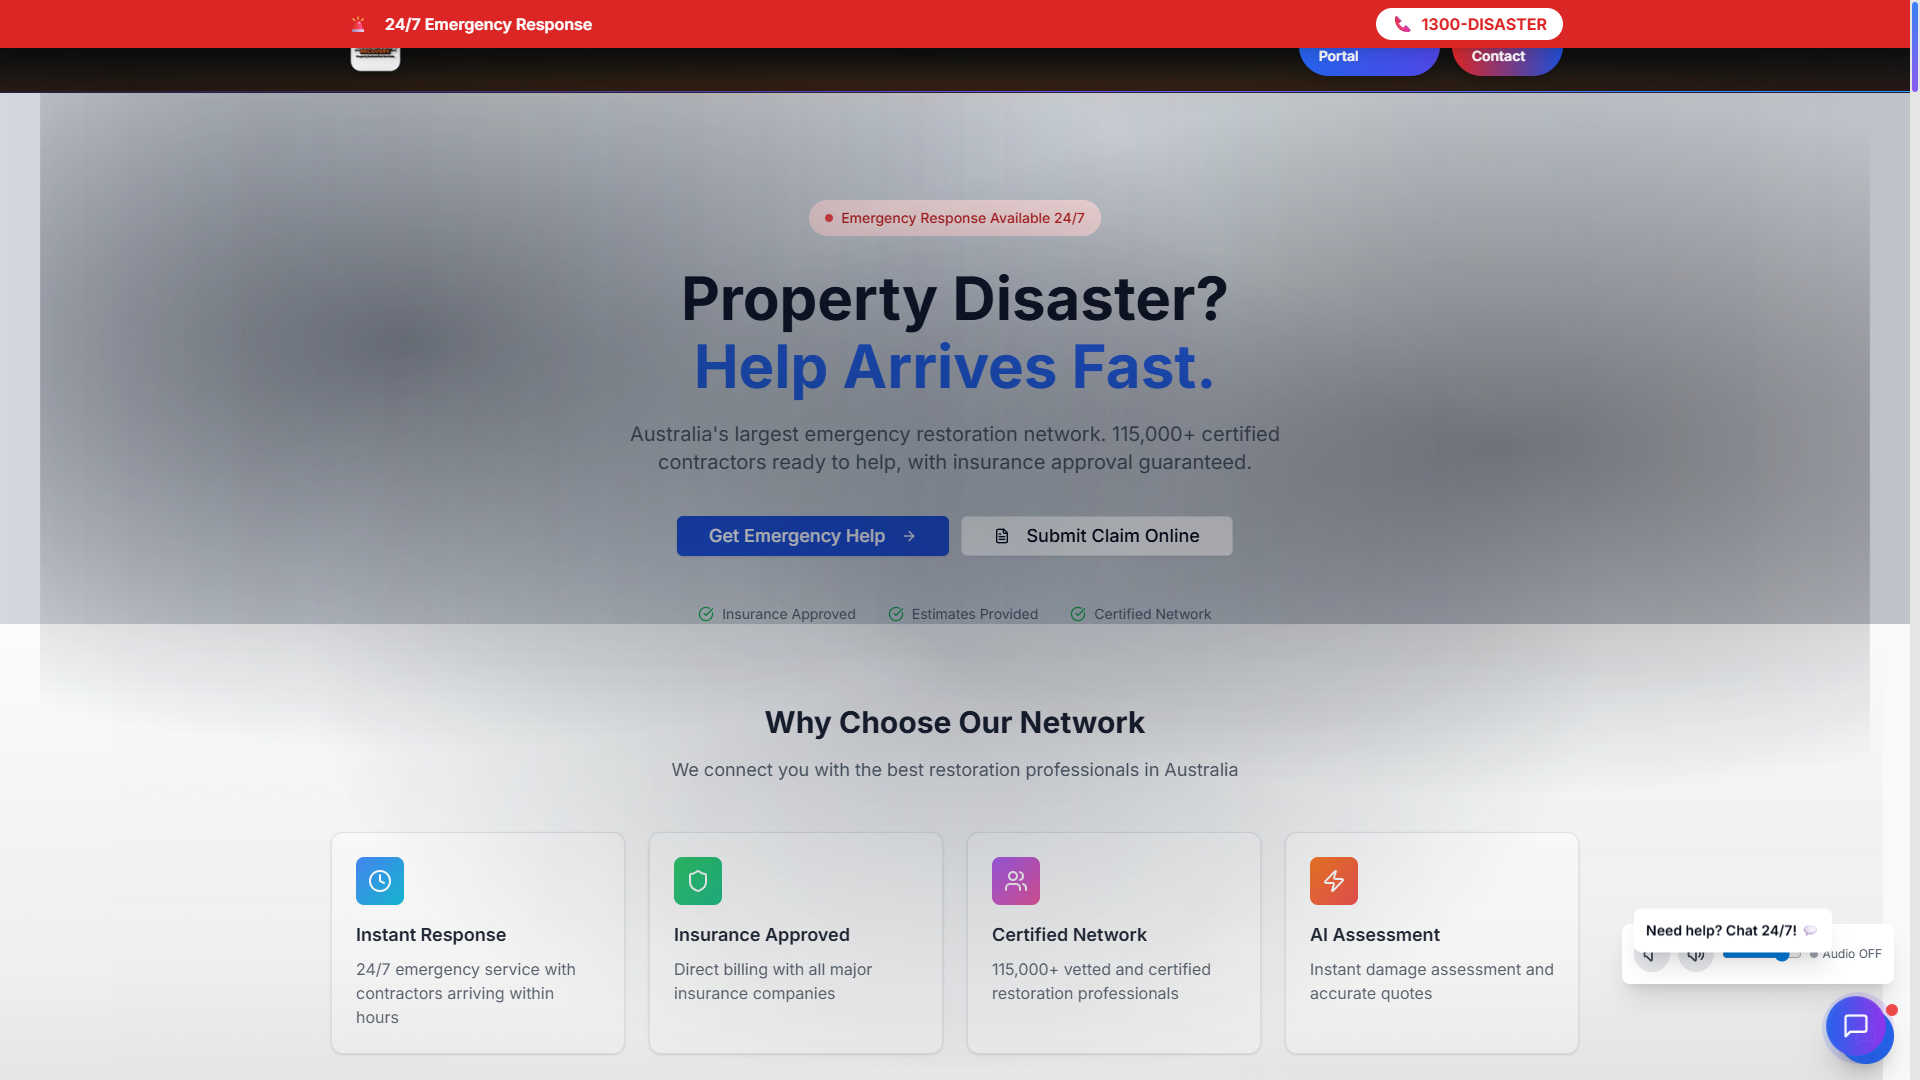 24/7 Emergency Response
1300-DISASTER
Portal
Contact
Emergency Response Available 24/7
Property Disaster?
Help Arrives Fast.
Australia's largest emergency restoration network. 115,000+ certified
contractors ready to help, with insurance approval guaranteed.
Get Emergency Help
Submit Claim Online
Insurance Approved
Estimates Provided
Certified Network
Why Choose Our Network
We connect you with the best restoration professionals in Australia
Instant Response
24/7 emergency service with
contractors arriving within
hours
Insurance Approved
Direct billing with all major
insurance companies
Certified Network
115,000+ vetted and certified
restoration professionals
AI Assessment
Instant damage assessment and
accurate quotes
Need help? Chat 24/7!
Audio OFF